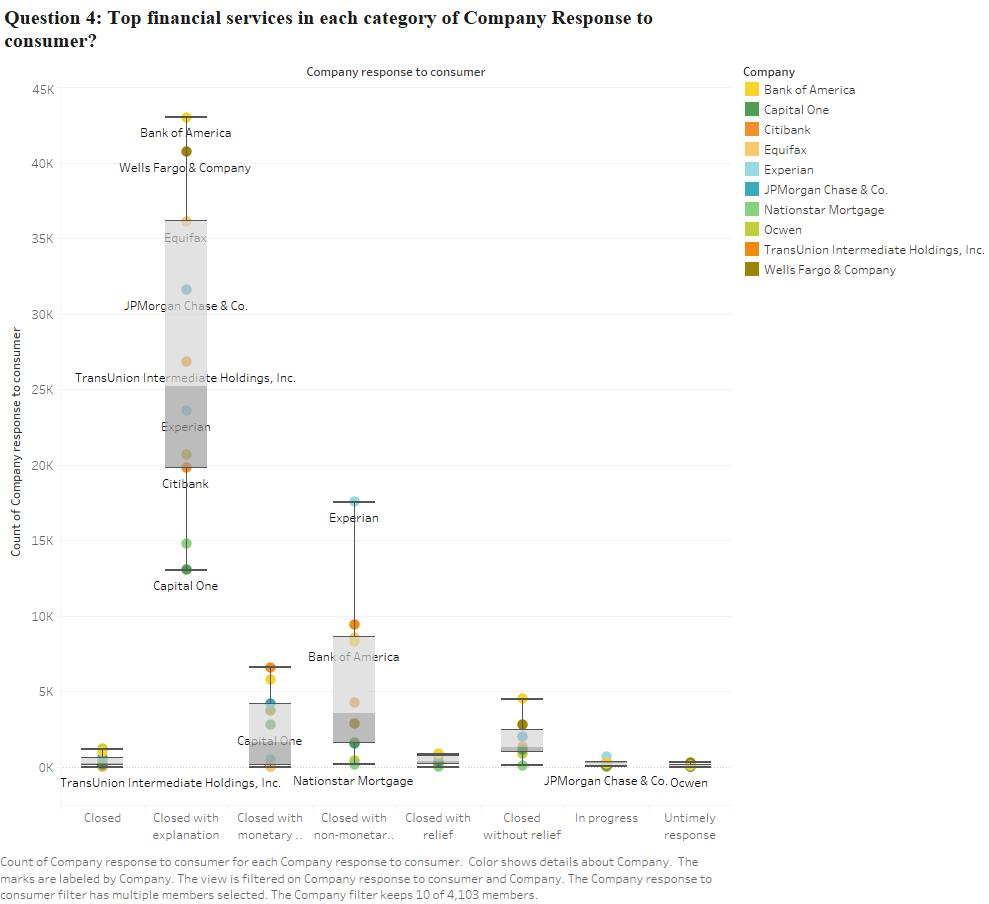 Question 4: Top financial services in each category of Company Response to
consumer?
Company response to consumer
Company
Bank of America
Capital One
Citibank
Equifax
Experian
JPMorgan Chase & Co.
Nationstar Mortgage
Ocwen
TransUnion Intermediate Holdings, Inc.
Wells Fargo & Company
Count of Company response to consumer
45K
40K
35K
30K
25K
20K
15K
10K
5K
0K
Bank of America
Wells Fargo & Company
Equifax
JPMorgan Chase & Co.
TransUnion Intermediate Holdings, Inc.
Experian
Citibank
Experian
Capital One
Bank of America
Capital One
TransUnion Intermediate Holdings, Inc.
Nationstar Mortgage
JPMorgan Chase & Co.
Ocwen
Closed
Closed with
explanation
Closed with
monetary ..
Closed with
non-monetar..
Closed with
relief
Closed
without relief
In progress
Untimely
response
Count of Company response to consumer for each Company response to consumer. Color shows details about Company. The
marks are labeled by Company. The view is filtered on Company response to consumer and Company. The Company response to
consumer filter has multiple members selected. The Company filter keeps 10 of 4,103 members.